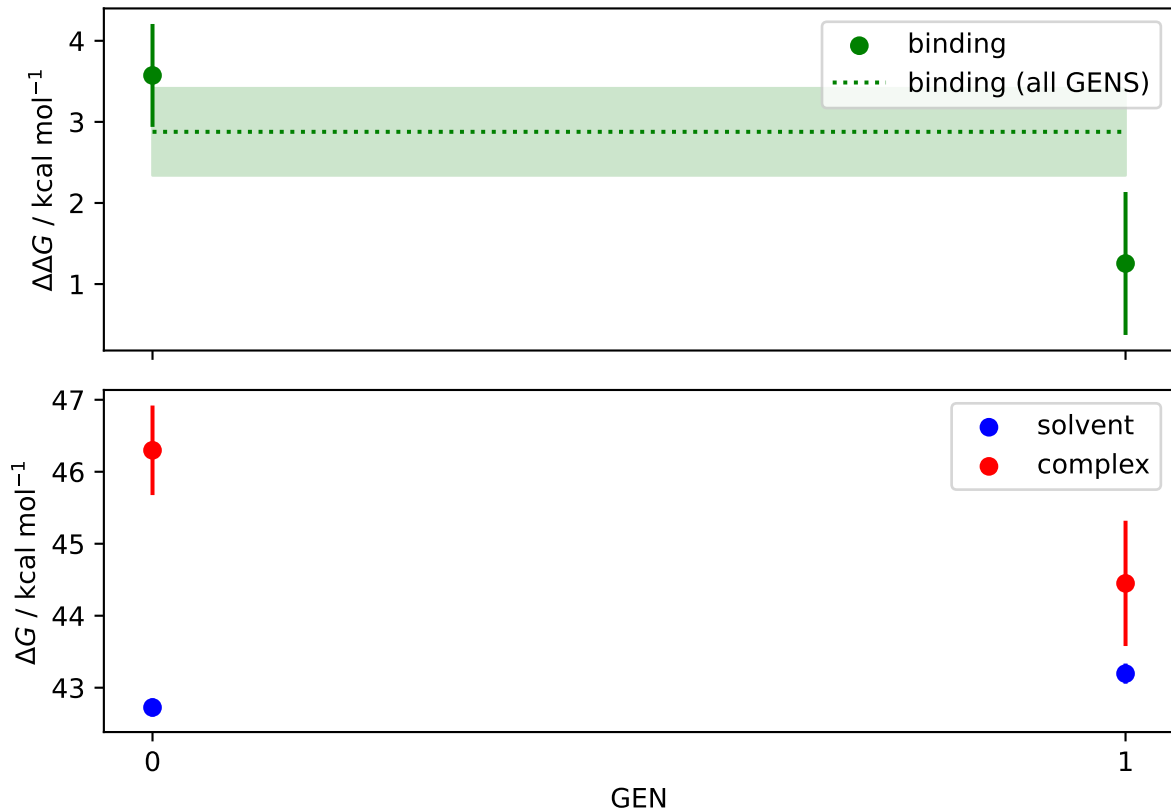 ΔΔG / kcal mol⁻¹
4
3
2
1
binding
binding (all GENS)
ΔG / kcal mol⁻¹
47
46
45
44
43
solvent
complex
0
1
GEN